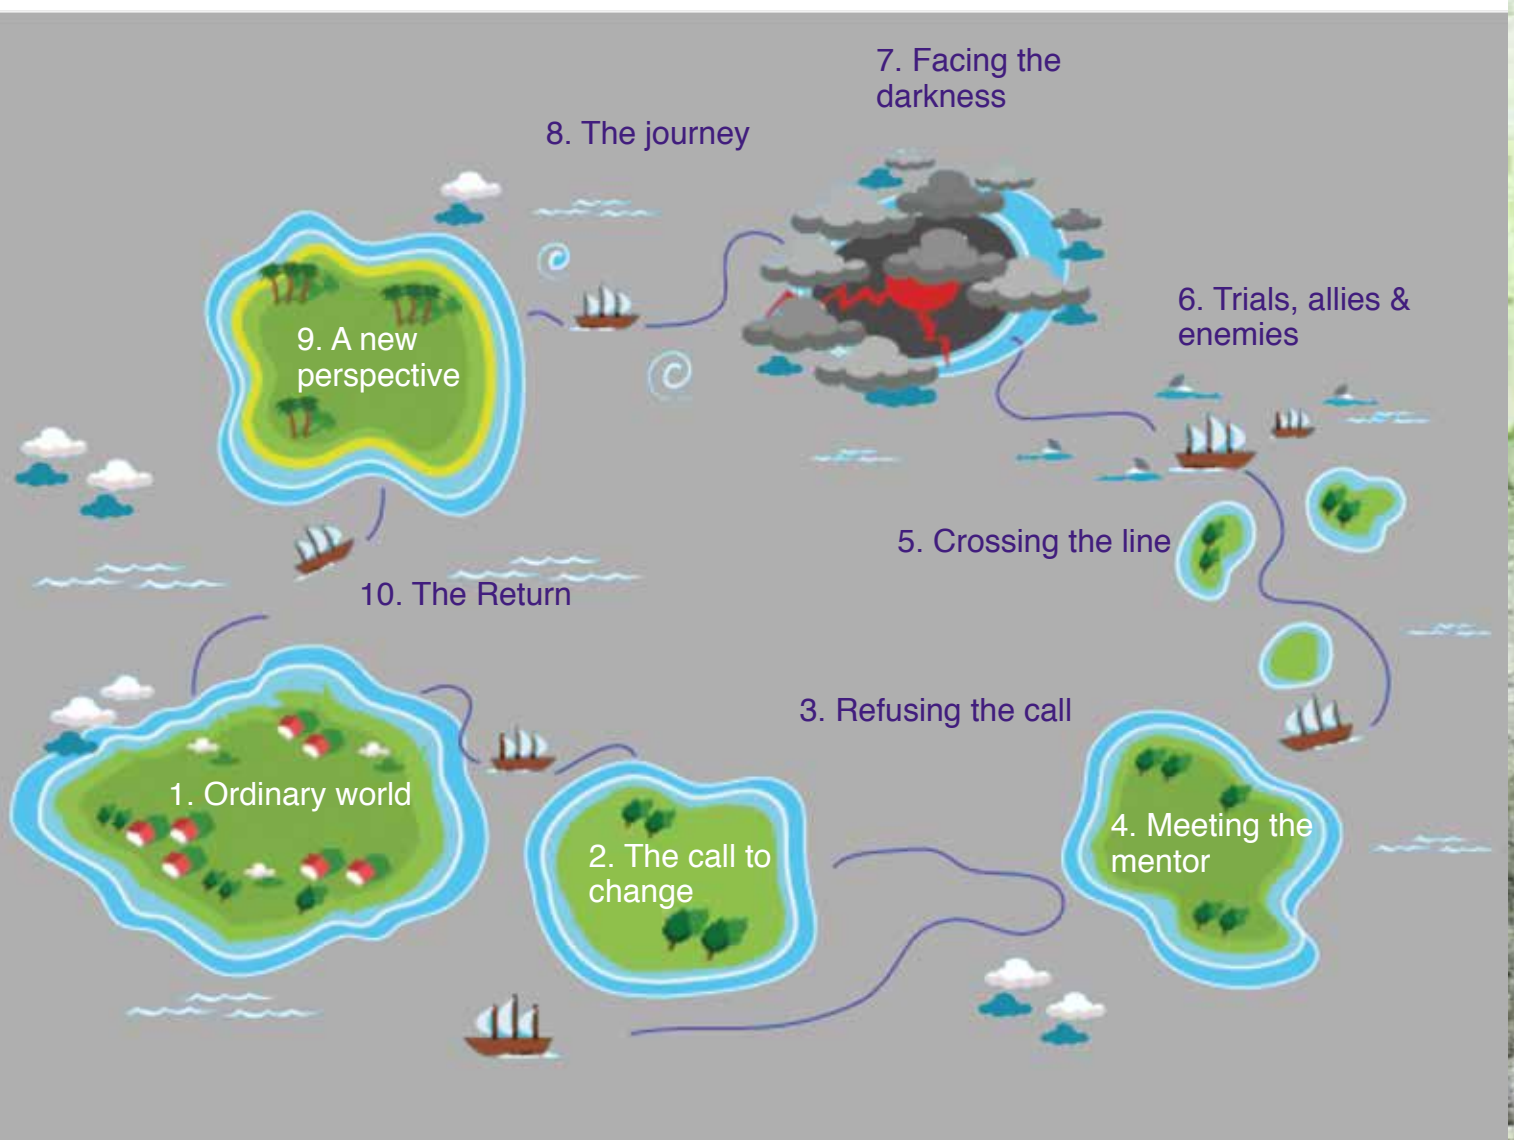 7. Facing the
darkness
8. The journey
6. Trials, allies &
enemies
9. A new
perspective
5. Crossing the line
10. The Return
3. Refusing the call
1. Ordinary world
4. Meeting the
mentor
2. The call to
change